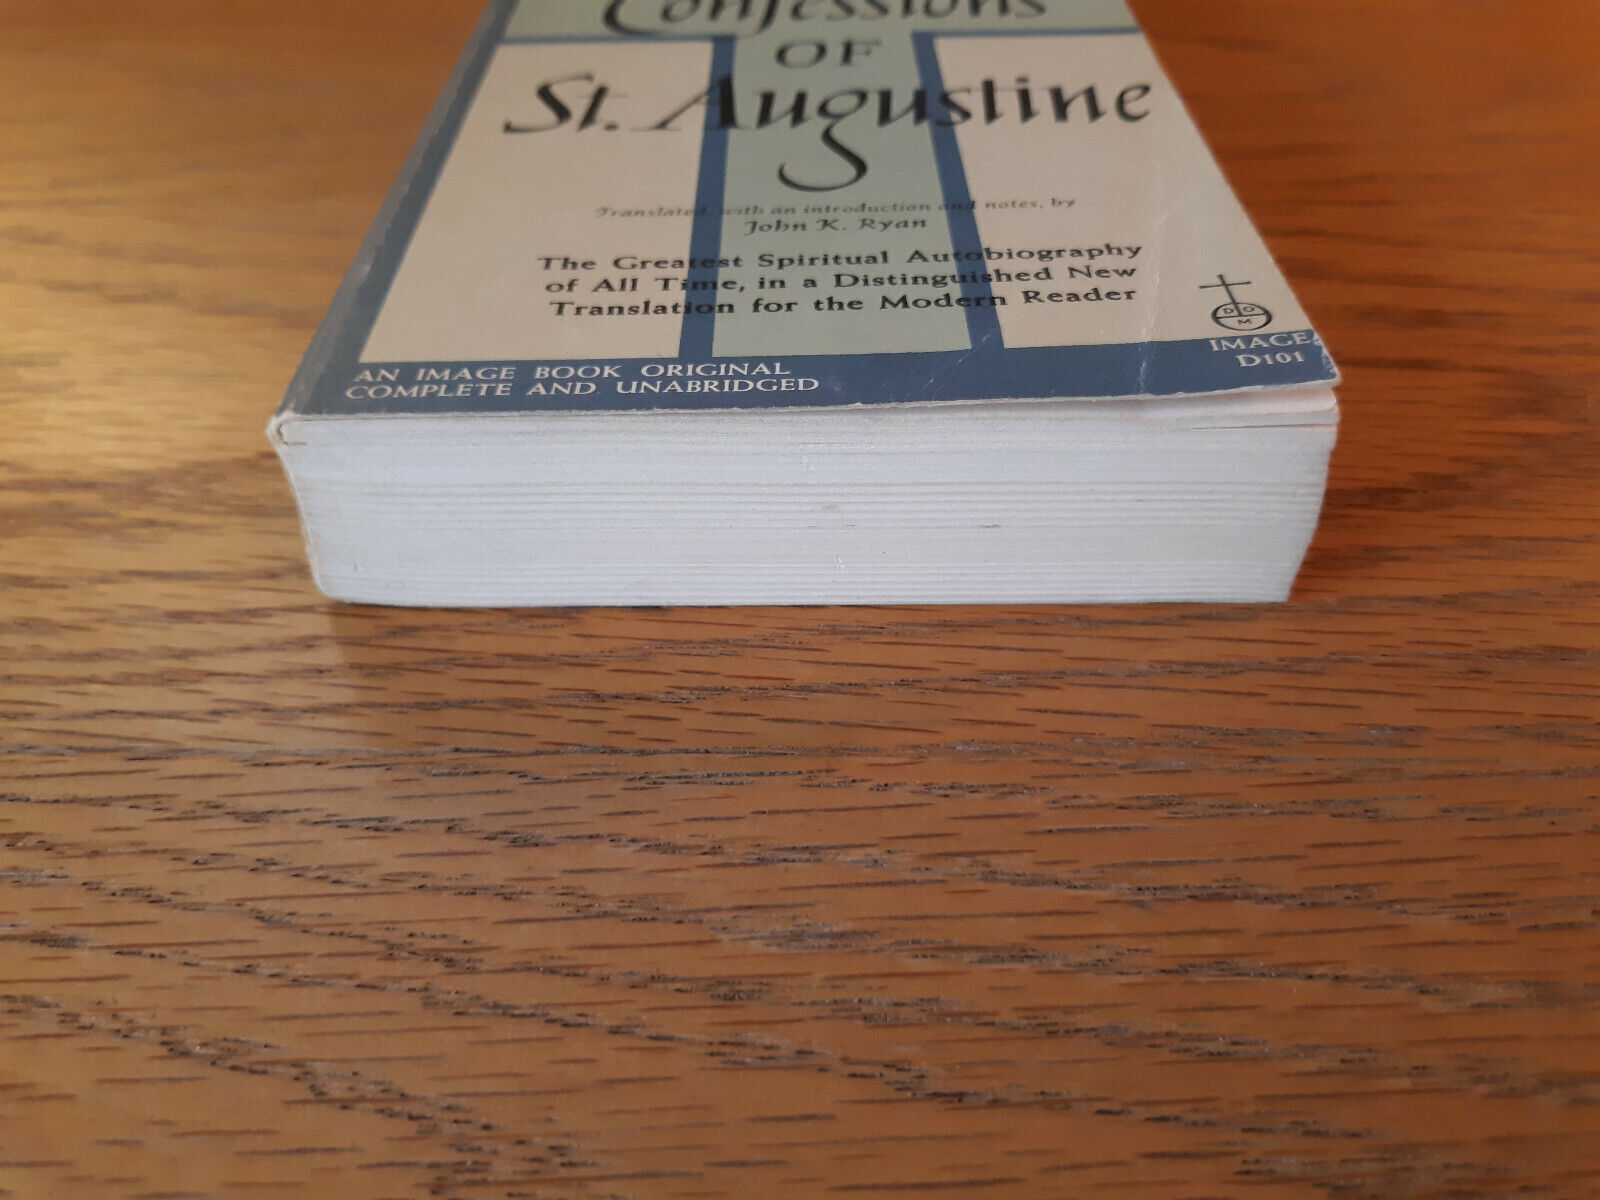 Confessions
OF
St. Augustine
Translated, with an introduction and notes, by
John K. Ryan
The Greatest Spiritual Autobiography
of All Time, in a Distinguished New
Translation for the Modern Reader
D O
M
IMAGE
D101
AN IMAGE BOOK ORIGINAL
COMPLETE AND UNABRIDGED